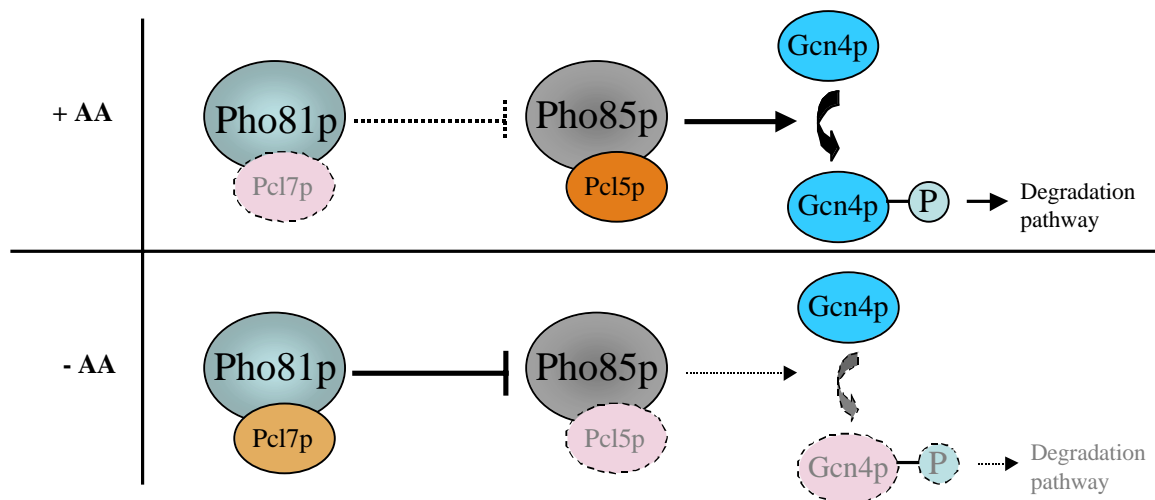 Gcn4p
+ AA
Pho81p
Pho85p
Pcl7p
Pcl5p
Gcn4p
P
Degradation
pathway
Gcn4p
- AA
Pho81p
Pho85p
Pcl7p
Pcl5p
Gcn4p
P
Degradation
pathway